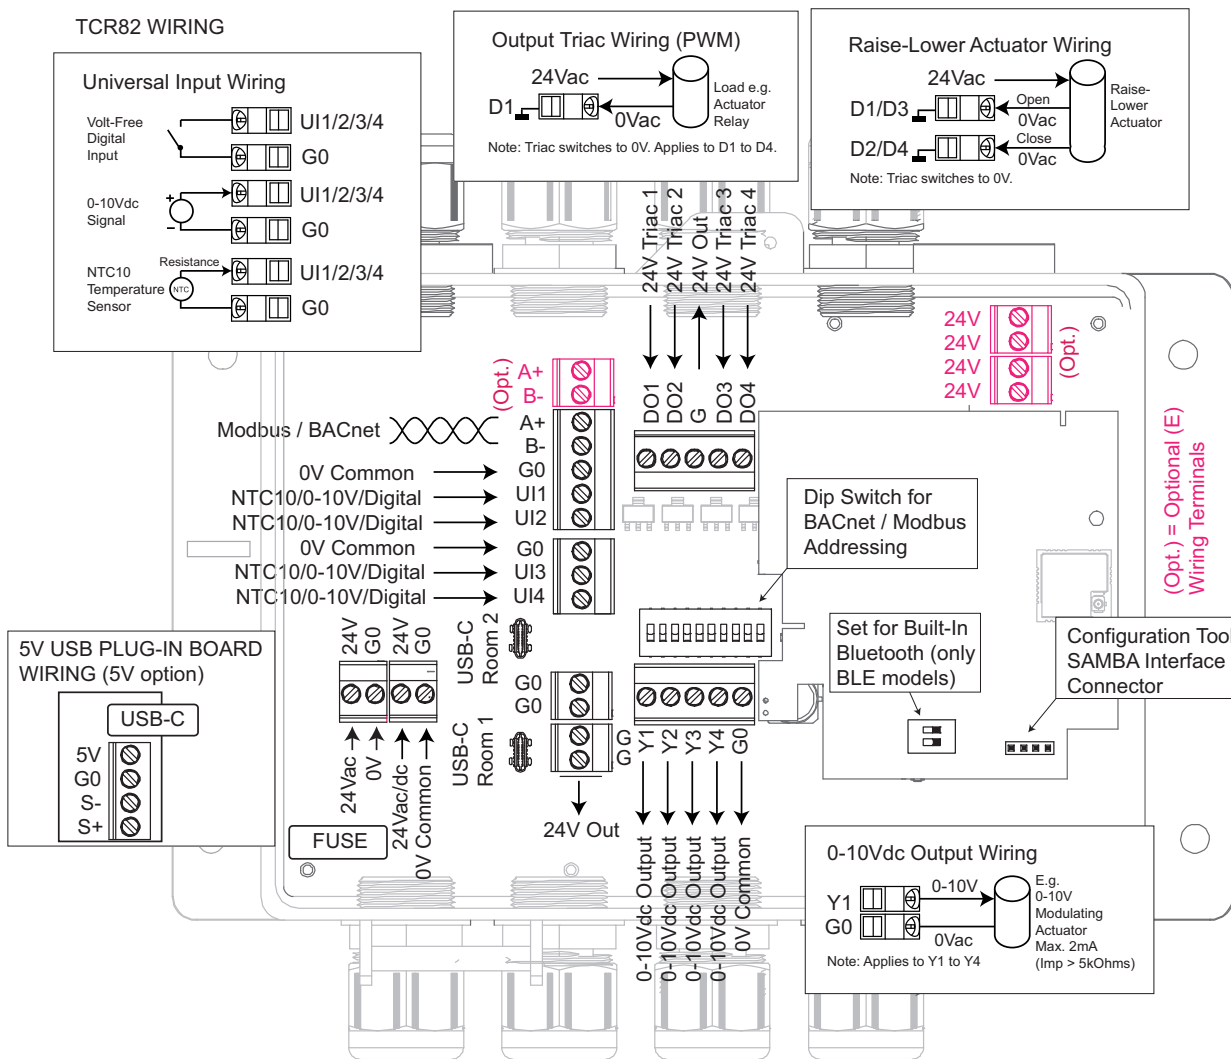 TCR82 WIRING
Universal Input Wiring
Volt-Free
Digital
Input
UI1/2/3/4
G0
0-10Vdc
Signal
+
−
UI1/2/3/4
G0
NTC10
Temperature
Sensor
Resistance
NTC
UI1/2/3/4
G0
Output Triac Wiring (PWM)
24Vac
D1
0Vac
Load e.g.
Actuator
Relay
Note: Triac switches to 0V. Applies to D1 to D4.
Raise-Lower Actuator Wiring
24Vac
D1/D3
Open
0Vac
D2/D4
Close
0Vac
Raise-
Lower
Actuator
Note: Triac switches to 0V.
24V Triac 1
24V Triac 2
24V Out
24V Triac 3
24V Triac 4
DO1
DO2
G
DO3
DO4
24V
24V
24V
24V
(Opt.)
(Opt.)
A+
B-
Modbus / BACnet
A+
B-
0V Common
G0
NTC10/0-10V/Digital
UI1
NTC10/0-10V/Digital
UI2
0V Common
G0
NTC10/0-10V/Digital
UI3
NTC10/0-10V/Digital
UI4
(Opt.) = Optional (E)
Wiring Terminals
Dip Switch for
BACnet / Modbus
Addressing
Set for Built-In
Bluetooth (only
BLE models)
Configuration Tool
SAMBA Interface
Connector
5V USB PLUG-IN BOARD
WIRING (5V option)
USB-C
5V
G0
S-
S+
24V
G0
24V
G0
24Vac
0V
24Vac/dc
0V Common
FUSE
USB-C
Room 2
USB-C
Room 1
G0
G0
G
G
24V Out
Y1
Y2
Y3
Y4
G0
0-10Vdc Output
0-10Vdc Output
0-10Vdc Output
0-10Vdc Output
0V Common
0-10Vdc Output Wiring
Y1
0-10V
G0
0Vac
E.g.
0-10V
Modulating
Actuator
Max. 2mA
(Imp > 5kOhms)
Note: Applies to Y1 to Y4